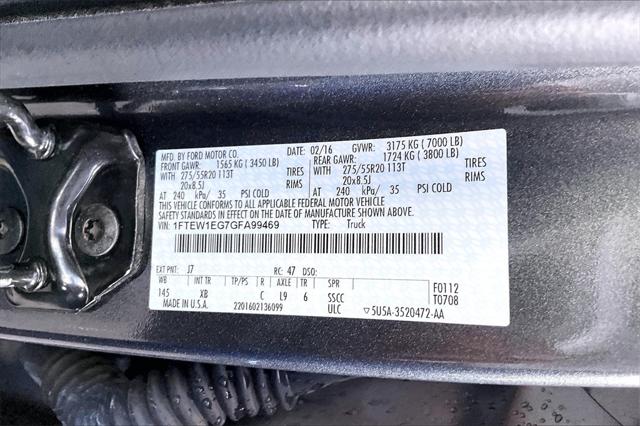 MFD. BY FORD MOTOR CO. DATE: 02/16 GVWR: 3175 KG ( 7000 LB)
FRONT GAWR: 1565 KG ( 3450 LB) REAR GAWR: 1724 KG ( 3800 LB)
WITH 275/55R20 113T TIRES WITH 275/55R20 113T TIRES
20x8.5J RIMS 20x8.5J RIMS
AT 240 kPa/ 35 PSI COLD AT 240 kPa/ 35 PSI COLD
THIS VEHICLE CONFORMS TO ALL APPLICABLE FEDERAL MOTOR VEHICLE
SAFETY STANDARDS IN EFFECT ON THE DATE OF MANUFACTURE SHOWN ABOVE.
VIN: 1FTEW1EG7GFA99469 TYPE: Truck
EXT PNT: J7 RC: 47 DSO:
WB INT TR TP/PS R AXLE TR SPR F0112
145 XB C L9 6 SSCC T0708
MADE IN U.S.A. 2201602136099 ULC 5U5A-3520472-AA